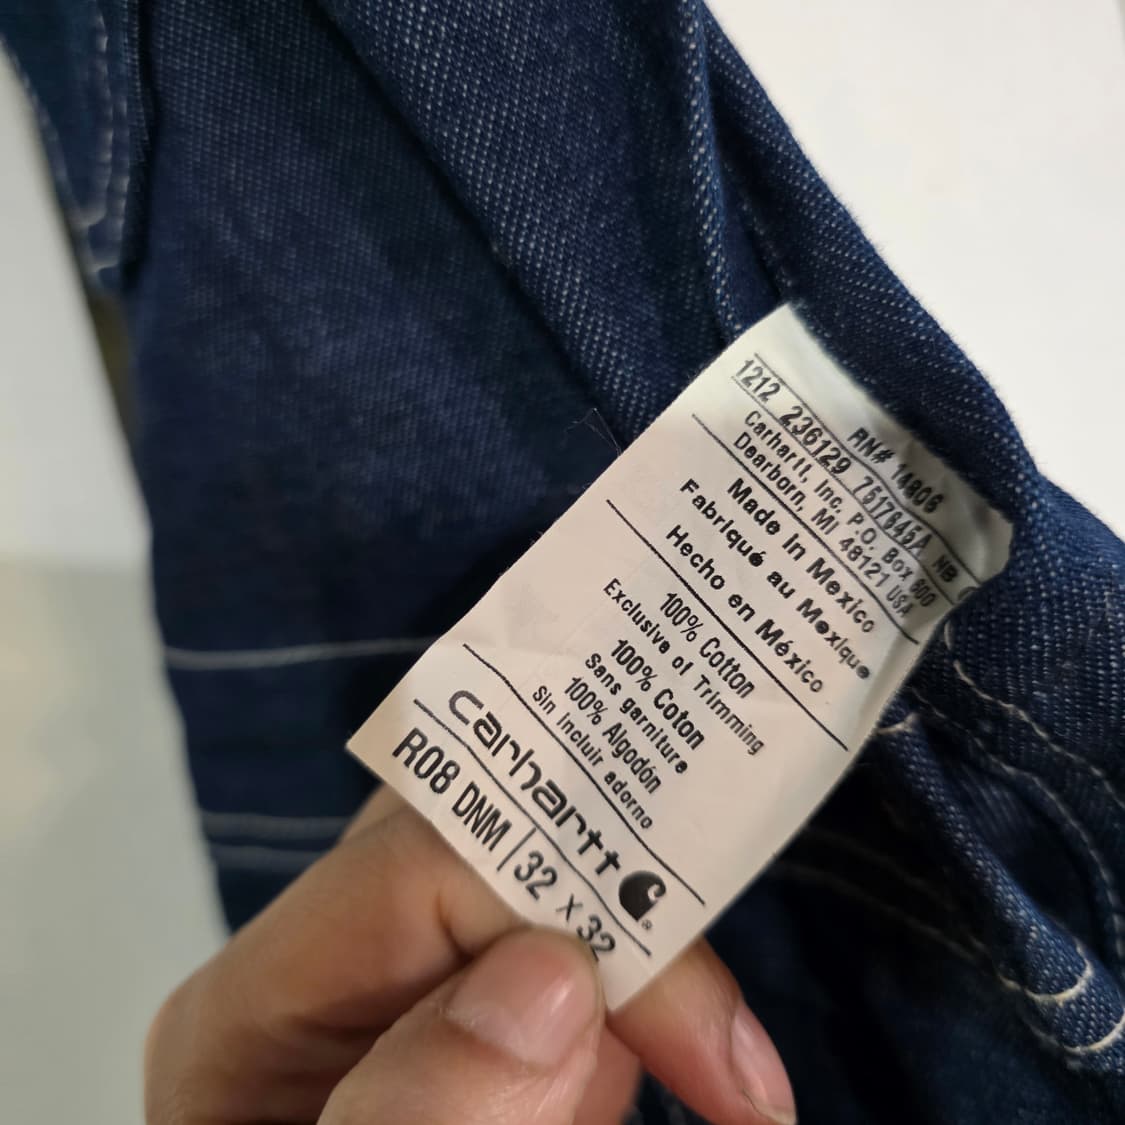 RN# 14806
1212 236129 7517645A NB
Carhartt, Inc. P.O. Box 600
Dearborn, MI 48121 USA
Made in Mexico
Fabriqué au Mexique
Hecho en México
100% Cotton
Exclusive of Trimming
100% Coton
Sans garniture
100% Algodón
Sin Incluir adorno
carhartt
R08 DNM | 32 x 32